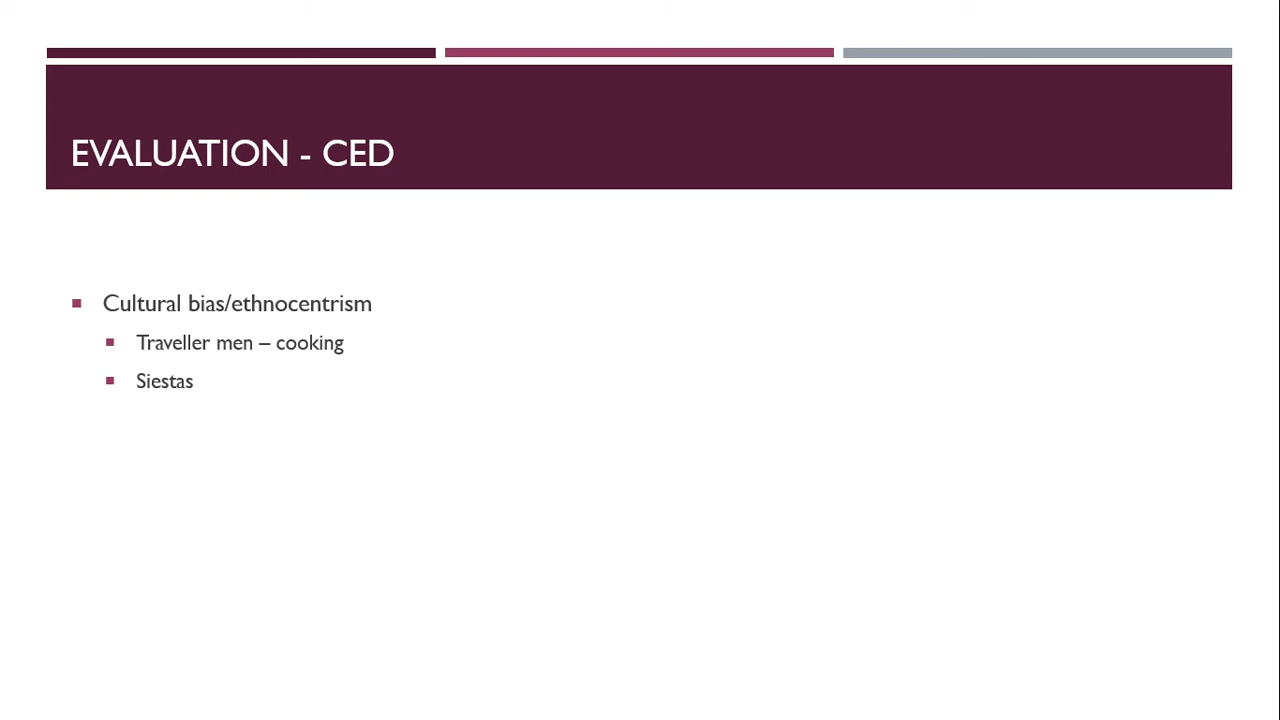 EVALUATION - CED
Cultural bias/ethnocentrism
Traveller men – cooking
Siestas